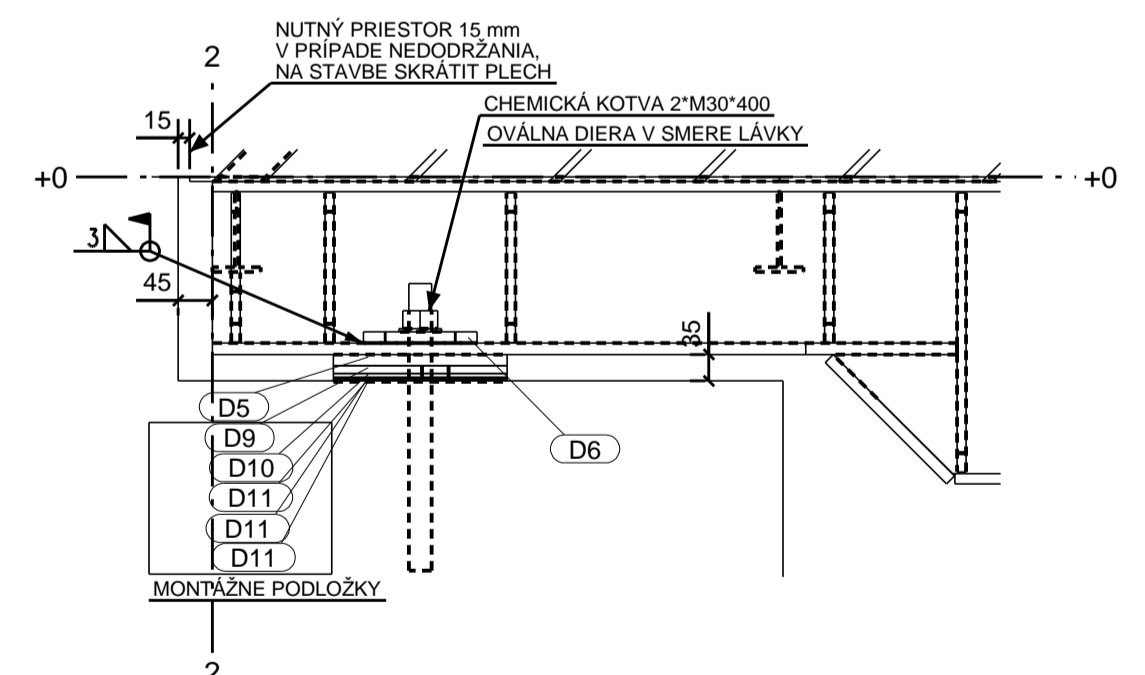 NUTNÝ PRIESTOR 15 mm
V PRÍPADE NEDODRŽANIA,
NA STAVBE SKRÁTIT PLECH
2
CHEMICKÁ KOTVA 2*M30*400
OVÁLNA DIERA V SMERE LÁVKY
15
+0
+0
3
45
35
D5
D9
D6
D10
D11
D11
D11
MONTÁŽNE PODLOŽKY
2